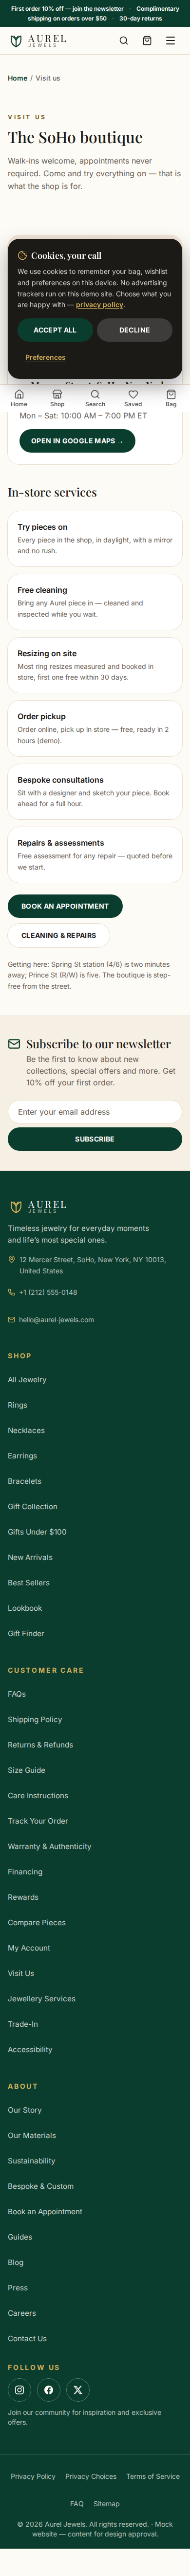 First order 10% off — join the newsletter · Complimentary
shipping on orders over $50 · 30-day returns
AUREL
JEWELS
Home / Visit us
VISIT US
The SoHo boutique
Walk-ins welcome, appointments never
required. Come and try everything on — that is
what the shop is for.
Cookies, your call
We use cookies to remember your bag, wishlist
and preferences on this device. No advertising
trackers run on this demo site. Choose what you
are happy with — privacy policy.
ACCEPT ALL
DECLINE
Preferences
Home
Shop
Search
Saved
Bag
Mon – Sat: 10:00 AM – 7:00 PM ET
OPEN IN GOOGLE MAPS →
In-store services
Try pieces on
Every piece in the shop, in daylight, with a mirror
and no rush.
Free cleaning
Bring any Aurel piece in — cleaned and
inspected while you wait.
Resizing on site
Most ring resizes measured and booked in
store, first one free within 30 days.
Order pickup
Order online, pick up in store — free, ready in 2
hours (demo).
Bespoke consultations
Sit with a designer and sketch your piece. Book
ahead for a full hour.
Repairs & assessments
Free assessment for any repair — quoted before
we start.
BOOK AN APPOINTMENT
CLEANING & REPAIRS
Getting here: Spring St station (4/6) is two minutes
away; Prince St (R/W) is five. The boutique is step-
free from the street.
Subscribe to our newsletter
Be the first to know about new
collections, special offers and more. Get
10% off your first order.
Enter your email address
SUBSCRIBE
AUREL
JEWELS
Timeless jewelry for everyday moments
and life's most special ones.
12 Mercer Street, SoHo, New York, NY 10013,
United States
+1 (212) 555-0148
hello@aurel-jewels.com
SHOP
All Jewelry
Rings
Necklaces
Earrings
Bracelets
Gift Collection
Gifts Under $100
New Arrivals
Best Sellers
Lookbook
Gift Finder
CUSTOMER CARE
FAQs
Shipping Policy
Returns & Refunds
Size Guide
Care Instructions
Track Your Order
Warranty & Authenticity
Financing
Rewards
Compare Pieces
My Account
Visit Us
Jewellery Services
Trade-In
Accessibility
ABOUT
Our Story
Our Materials
Sustainability
Bespoke & Custom
Book an Appointment
Guides
Blog
Press
Careers
Contact Us
FOLLOW US
Join our community for inspiration and exclusive
offers.
Privacy Policy
Privacy Choices
Terms of Service
FAQ
Sitemap
© 2026 Aurel Jewels. All rights reserved. · Mock
website — content for design approval.